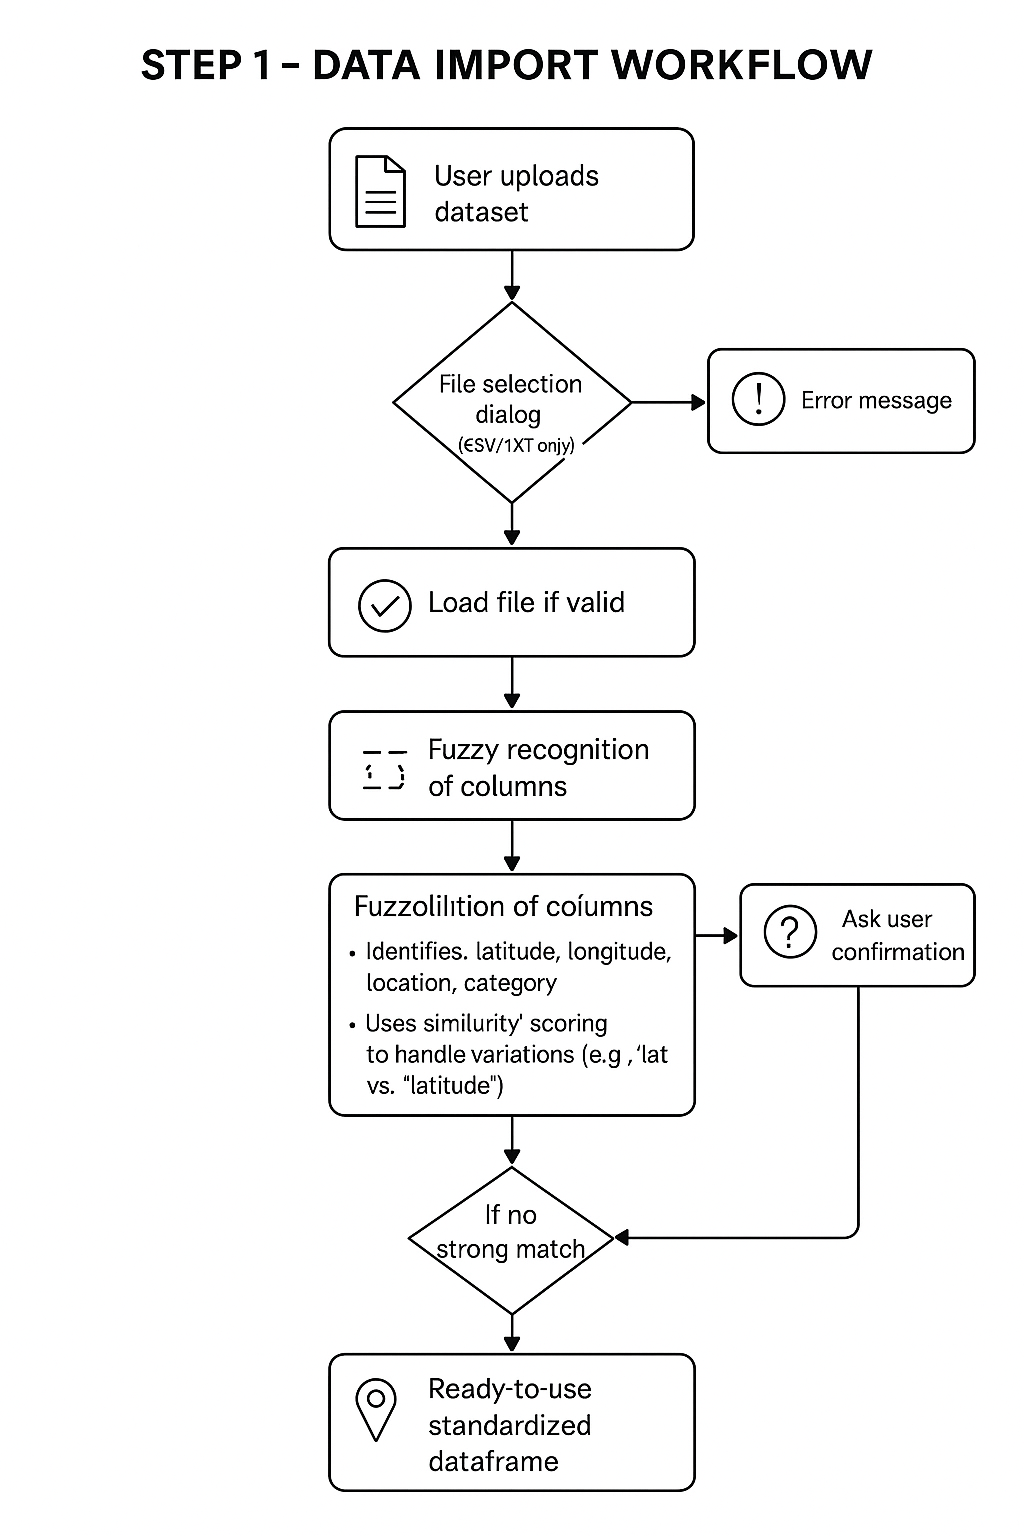 STEP 1 – DATA IMPORT WORKFLOW
User uploads
dataset
File selection
dialog
(ЄSV/1XT onjy)
Error message
Load file if valid
Fuzzy recognition
of columns
Fuzzolilıtion of coíumns
• Identifies. latitude, longitude,
location, category
• Uses similurity' scoring
to handle variations (e.g , 'lat
vs. "latitude")
Ask user
confirmation
If no
strong match
Ready-to-use
standardized
dataframe